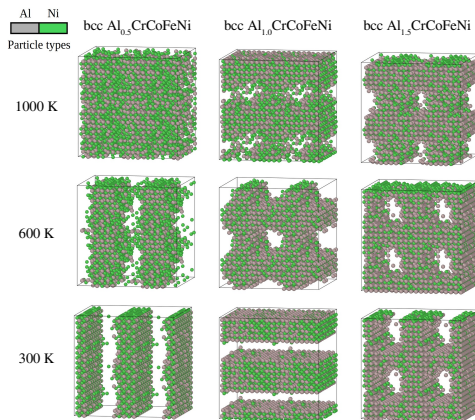 Al Ni
Particle types
bcc Al0.5CrCoFeNi bcc Al1.0CrCoFeNi bcc Al1.5CrCoFeNi
1000 K
600 K
300 K